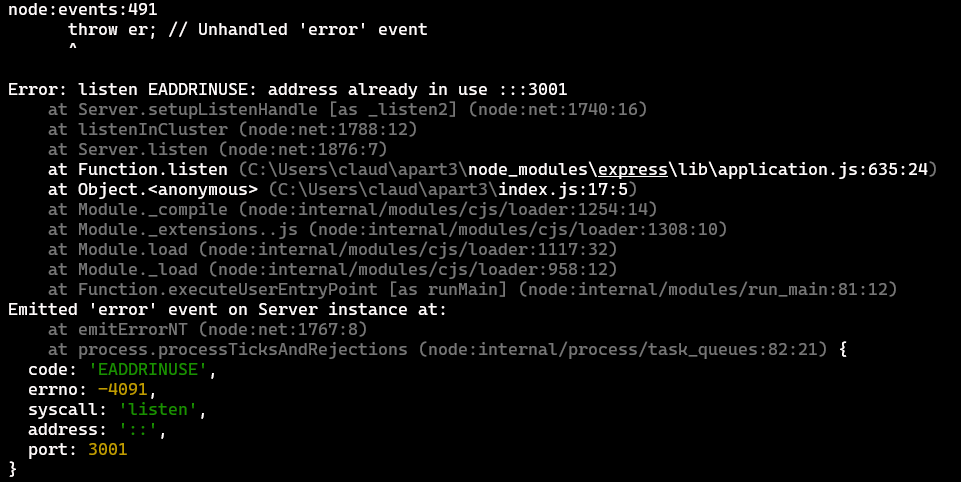 node:events:491
      throw er; // Unhandled 'error' event
      ^

Error: listen EADDRINUSE: address already in use :::3001
    at Server.setupListenHandle [as _listen2] (node:net:1740:16)
    at listenInCluster (node:net:1788:12)
    at Server.listen (node:net:1876:7)
    at Function.listen (C:\Users\claud\apart3\node_modules\express\lib\application.js:635:24)
    at Object.<anonymous> (C:\Users\claud\apart3\index.js:17:5)
    at Module._compile (node:internal/modules/cjs/loader:1254:14)
    at Module._extensions..js (node:internal/modules/cjs/loader:1308:10)
    at Module.load (node:internal/modules/cjs/loader:1117:32)
    at Module._load (node:internal/modules/cjs/loader:958:12)
    at Function.executeUserEntryPoint [as runMain] (node:internal/modules/run_main:81:12)
Emitted 'error' event on Server instance at:
    at emitErrorNT (node:net:1767:8)
    at process.processTicksAndRejections (node:internal/process/task_queues:82:21) {
  code: 'EADDRINUSE',
  errno: -4091,
  syscall: 'listen',
  address: '::',
  port: 3001
}